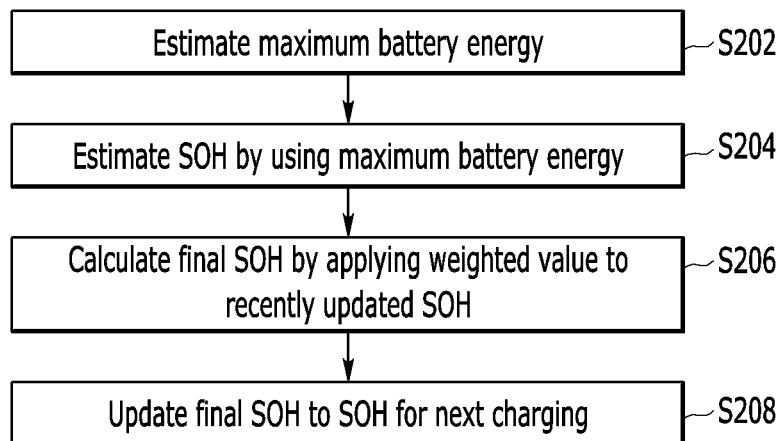 Estimate maximum battery energy
S202
Estimate SOH by using maximum battery energy
S204
Calculate final SOH by applying weighted value to
recently updated SOH
S206
Update final SOH to SOH for next charging
S208